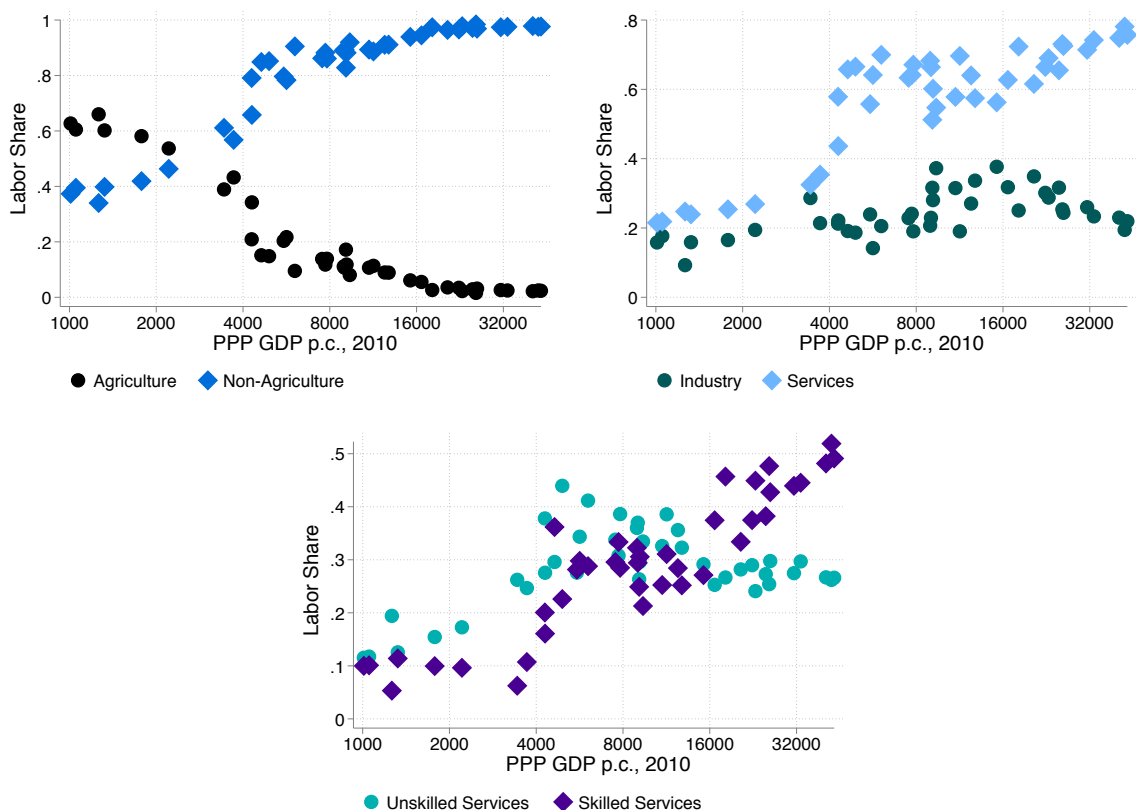 1
.8
.6
.4
.2
0
Labor Share
1000 2000 4000 8000 16000 32000
PPP GDP p.c., 2010
Agriculture Non-Agriculture
.8
.6
.4
.2
0
Labor Share
1000 2000 4000 8000 16000 32000
PPP GDP p.c., 2010
Industry Services
.5
.4
.3
.2
.1
0
Labor Share
1000 2000 4000 8000 16000 32000
PPP GDP p.c., 2010
Unskilled Services Skilled Services